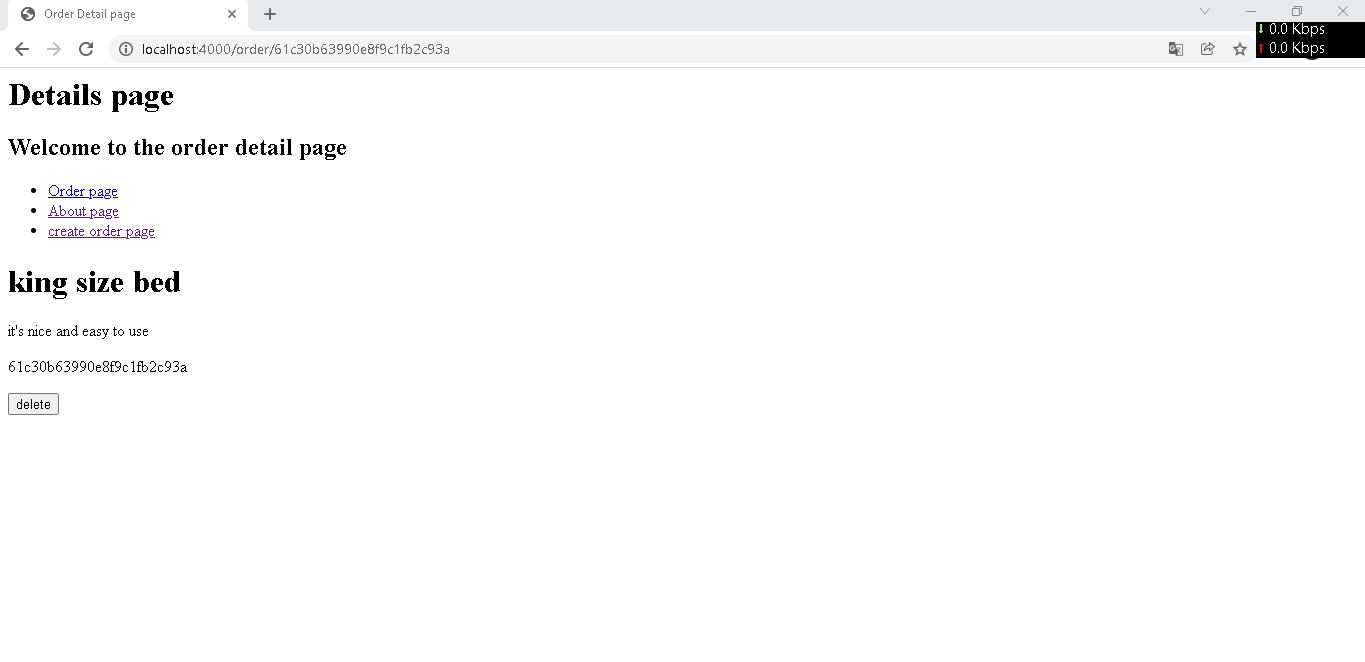 Order Detail page
localhost:4000/order/61c30b63990e8f9c1fb2c93a
0.0 Kbps
0.0 Kbps
Details page
Welcome to the order detail page
Order page
About page
create order page
king size bed
it's nice and easy to use
61c30b63990e8f9c1fb2c93a
delete